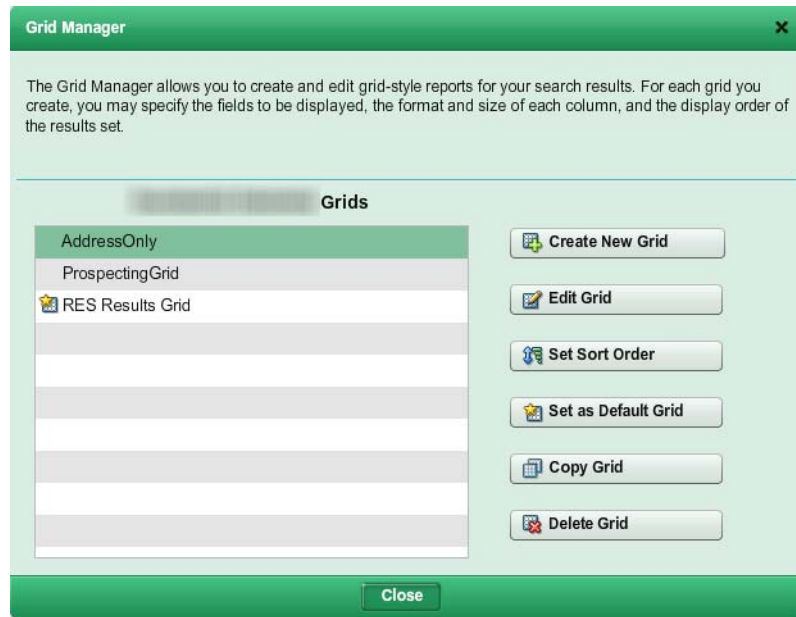 Grid Manager
The Grid Manager allows you to create and edit grid-style reports for your search results. For each grid you
create, you may specify the fields to be displayed, the format and size of each column, and the display order of
the results set.
Grids
AddressOnly
ProspectingGrid
RES Results Grid
Create New Grid
Edit Grid
Set Sort Order
Set as Default Grid
Copy Grid
Delete Grid
Close